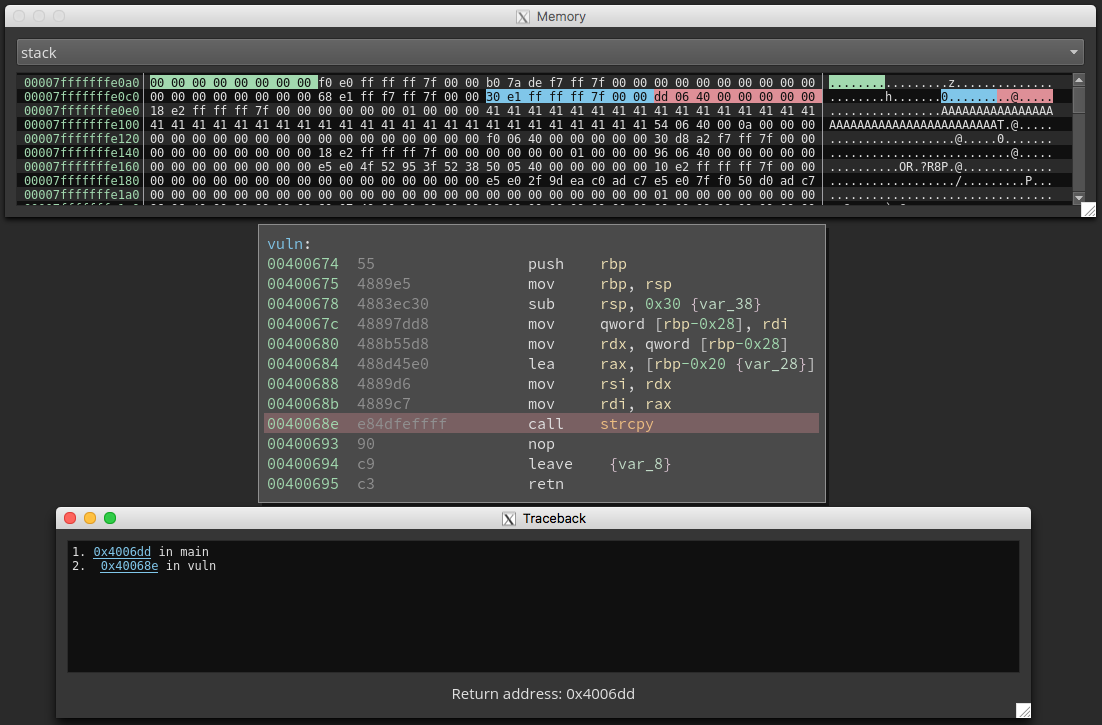 Memory
stack
00007fffffffe0a0 00 00 00 00 00 00 00 00 f0 e0 ff ff ff 7f 00 00 b0 7a de f7 ff 7f 00 00 00 00 00 00 00 00 00 00 .................z..............
00007fffffffe0c0 00 00 00 00 00 00 00 00 68 e1 ff f7 ff 7f 00 00 30 e1 ff ff ff 7f 00 00 dd 06 40 00 00 00 00 00 ........h.......0.........@.....
00007fffffffe0e0 18 e2 ff ff ff 7f 00 00 00 00 00 00 01 00 00 00 41 41 41 41 41 41 41 41 41 41 41 41 41 41 41 41 ................AAAAAAAAAAAAAAAA
00007fffffffe100 41 41 41 41 41 41 41 41 41 41 41 41 41 41 41 41 41 41 41 41 41 41 41 41 54 06 40 00 0a 00 00 00 AAAAAAAAAAAAAAAAAAAAAAAAT.@.....
00007fffffffe120 00 00 00 00 00 00 00 00 00 00 00 00 00 00 00 00 f0 06 40 00 00 00 00 00 30 d8 a2 f7 ff 7f 00 00 ..................@.....0.......
00007fffffffe140 00 00 00 00 00 00 00 00 18 e2 ff ff ff 7f 00 00 00 00 00 00 01 00 00 00 96 06 40 00 00 00 00 00 ..........................@.....
00007fffffffe160 00 00 00 00 00 00 00 00 e5 e0 4f 52 95 3f 52 38 50 05 40 00 00 00 00 00 10 e2 ff ff ff 7f 00 00 ..........OR.?R8P.@.............
00007fffffffe180 00 00 00 00 00 00 00 00 00 00 00 00 00 00 00 00 e5 e0 2f 9d ea c0 ad c7 e5 e0 7f f0 50 d0 ad c7 ................../.........P...
00007fffffffe1a0 00 00 00 00 00 00 00 00 00 00 00 00 00 00 00 00 00 00 00 00 00 00 00 00 01 00 00 00 00 00 00 00 ................................
vuln:
00400674 55 push rbp
00400675 4889e5 mov rbp, rsp
00400678 4883ec30 sub rsp, 0x30 {var_38}
0040067c 48897dd8 mov qword [rbp-0x28], rdi
00400680 488b55d8 mov rdx, qword [rbp-0x28]
00400684 488d45e0 lea rax, [rbp-0x20 {var_28}]
00400688 4889d6 mov rsi, rdx
0040068b 4889c7 mov rdi, rax
0040068e e84dfeffff call strcpy
00400693 90 nop
00400694 c9 leave {var_8}
00400695 c3 retn
Traceback
1. 0x4006dd in main
2. 0x40068e in vuln
Return address: 0x4006dd